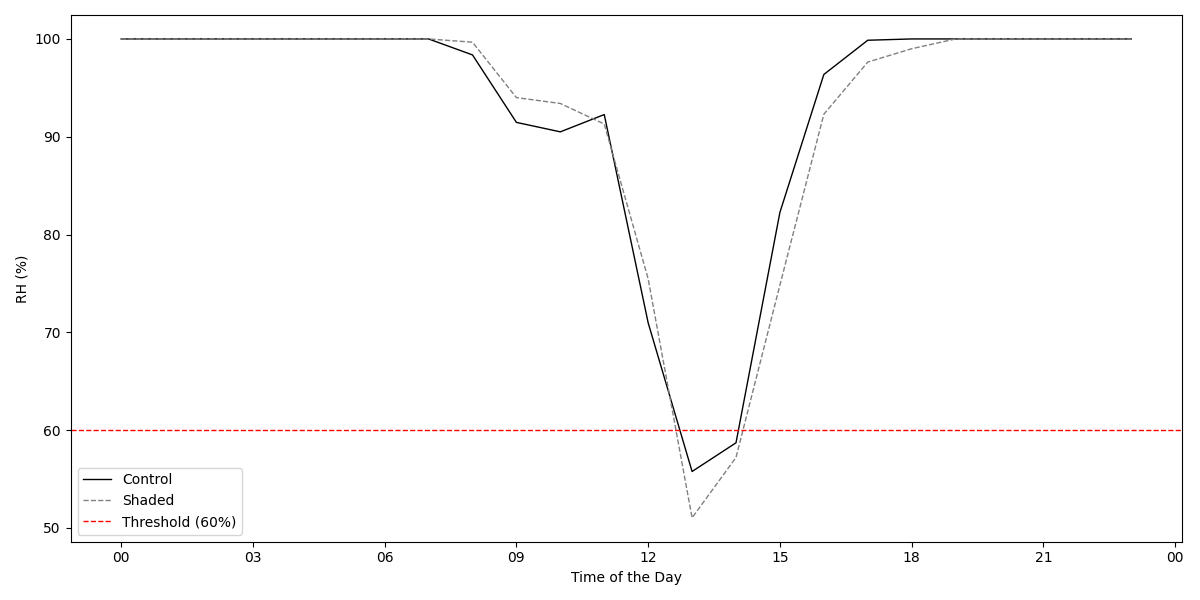 100
90
80
70
60
50
RH (%)
Control
Shaded
Threshold (60%)
00 03 06 09 12 15 18 21 00
Time of the Day